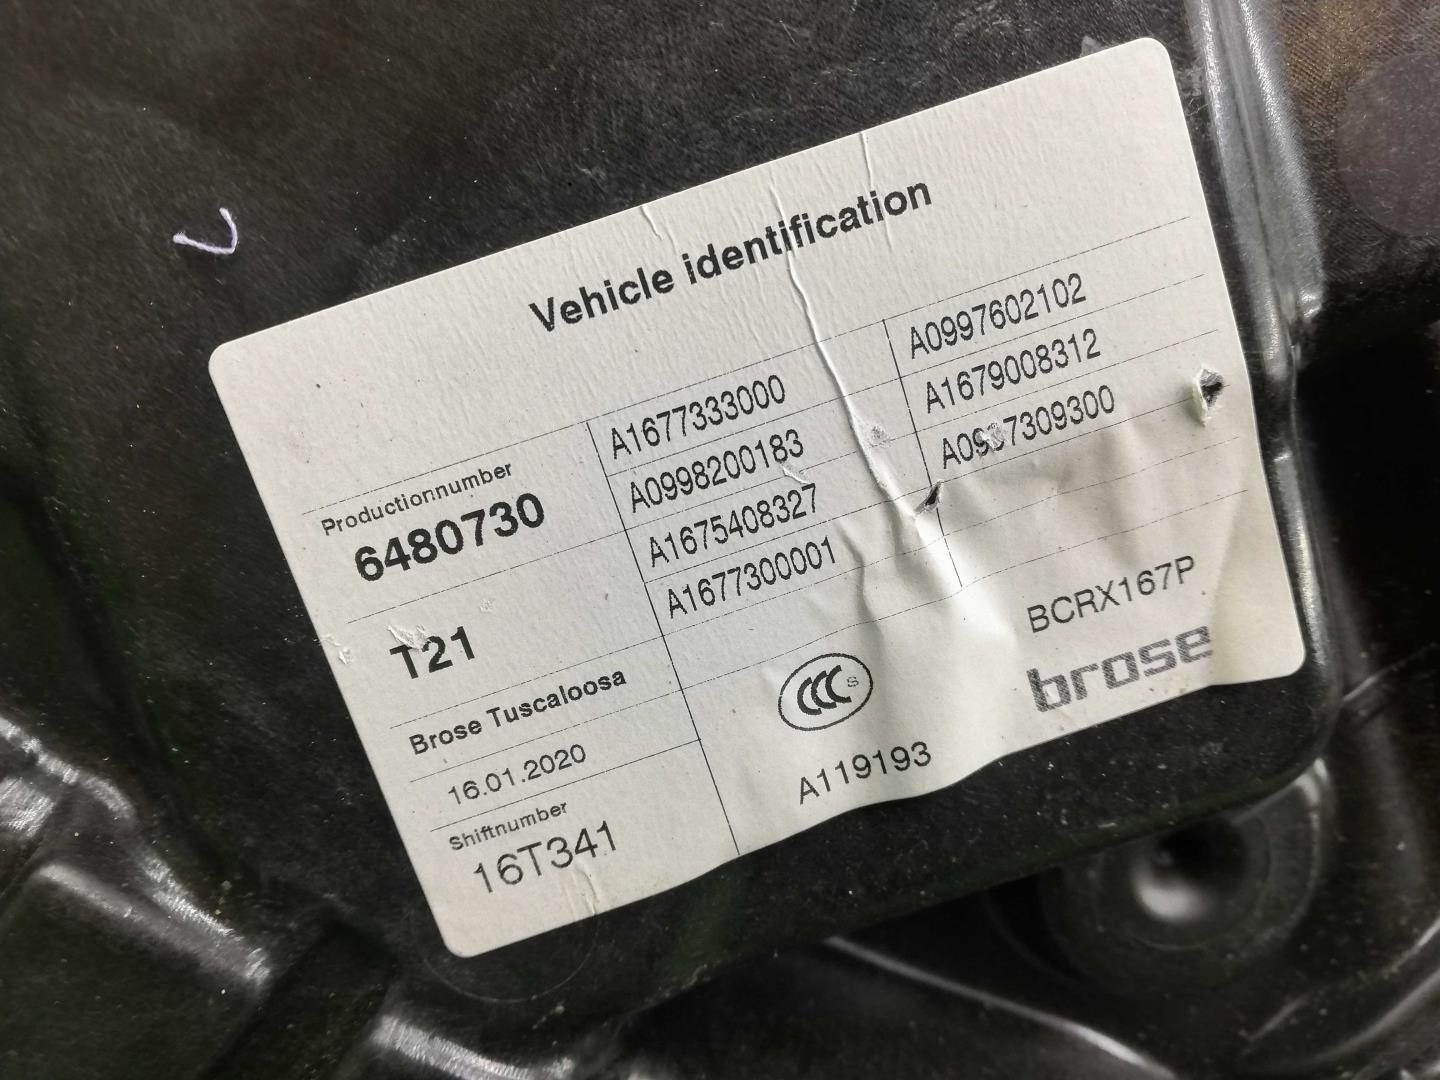 Vehicle identification
Productionnumber
6480730
T21
Brose Tuscaloosa
16.01.2020
Shiftnumber
16T341
A1677333000
A0998200183
A1675408327
A1677300001
A0997602102
A1679008312
BCRX167P
CCC S
A119193
brose